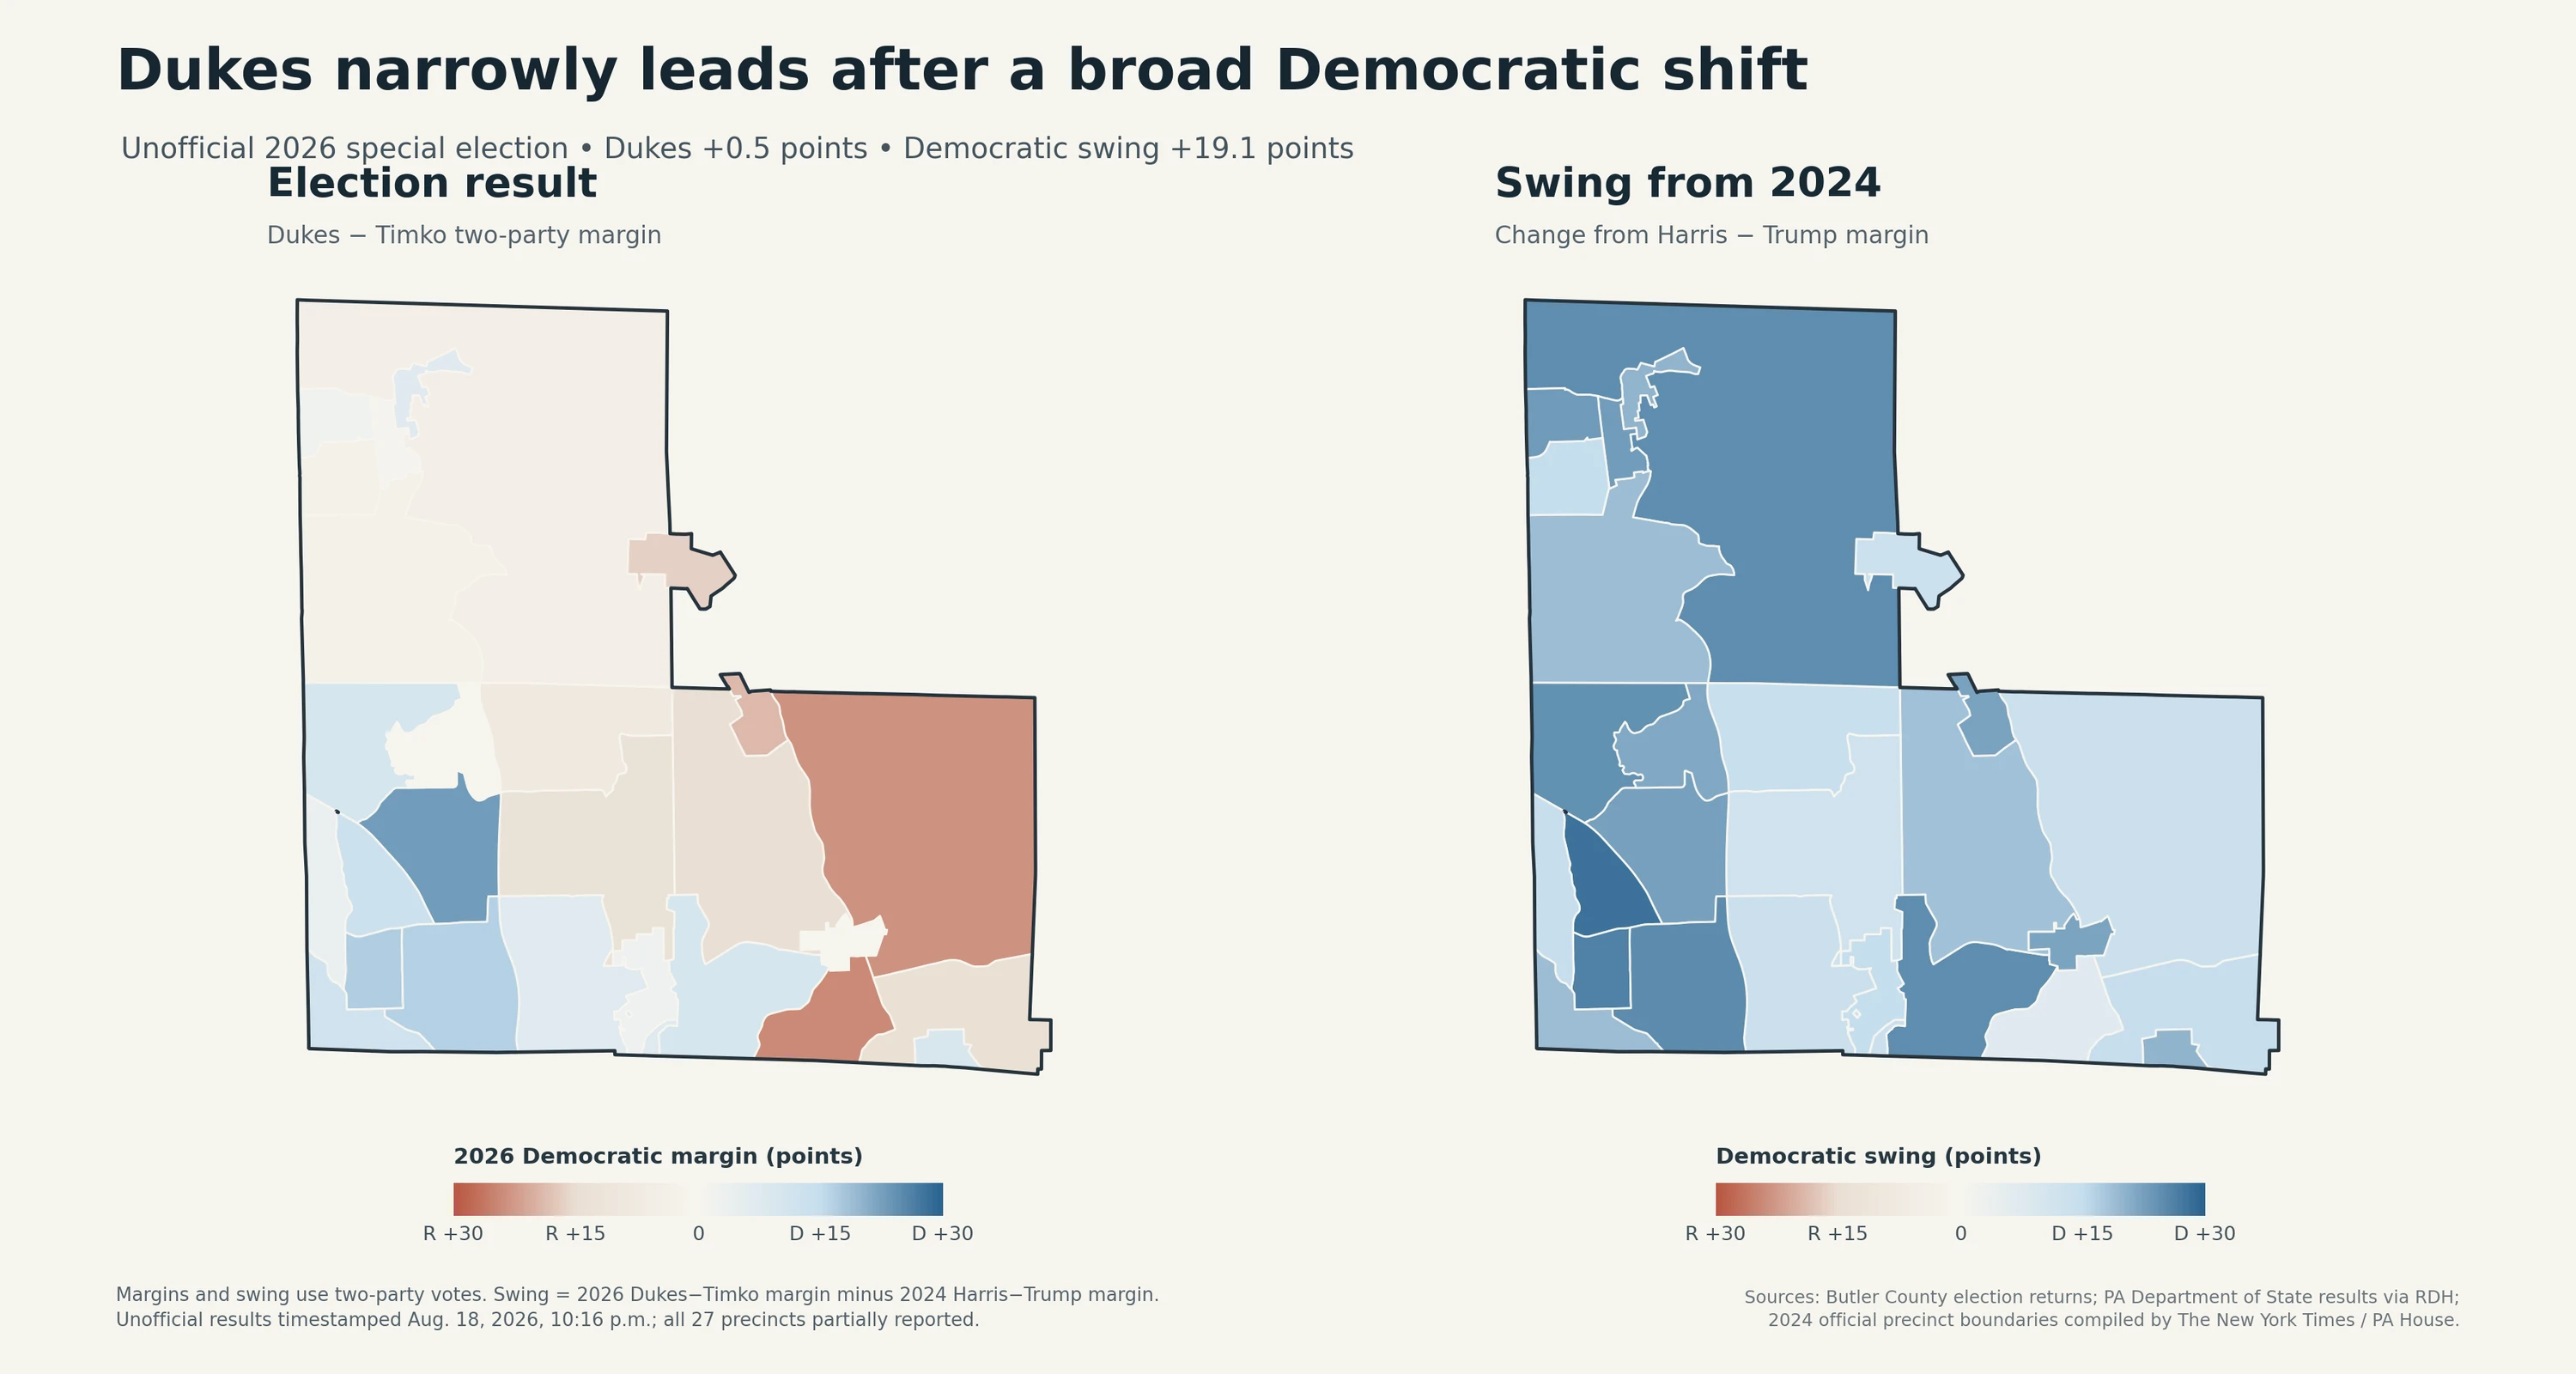 Dukes narrowly leads after a broad Democratic shift
Unofficial 2026 special election • Dukes +0.5 points • Democratic swing +19.1 points
Election result
Dukes − Timko two-party margin
Swing from 2024
Change from Harris − Trump margin
2026 Democratic margin (points)
R +30 R +15 0 D +15 D +30
Democratic swing (points)
R +30 R +15 0 D +15 D +30
Margins and swing use two-party votes. Swing = 2026 Dukes−Timko margin minus 2024 Harris−Trump margin.
Unofficial results timestamped Aug. 18, 2026, 10:16 p.m.; all 27 precincts partially reported.
Sources: Butler County election returns; PA Department of State results via RDH;
2024 official precinct boundaries compiled by The New York Times / PA House.